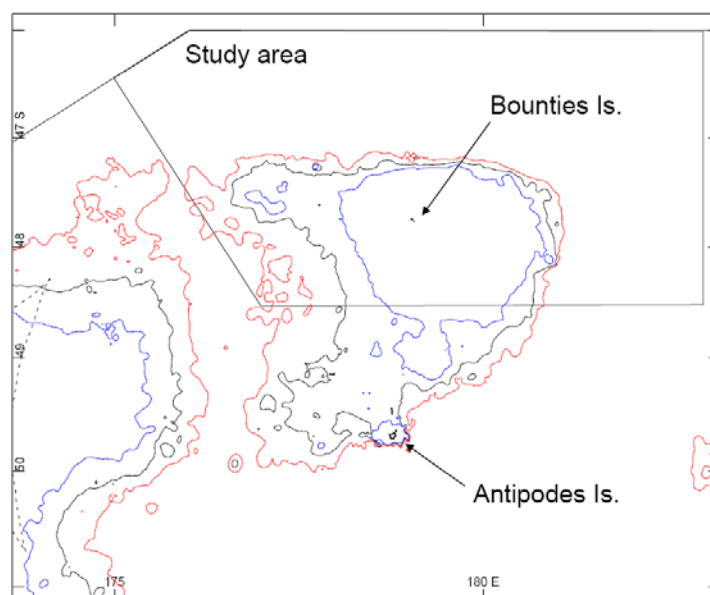 Study area
Bounties Is.
47 S
48
49
50
Antipodes Is.
175
180 E